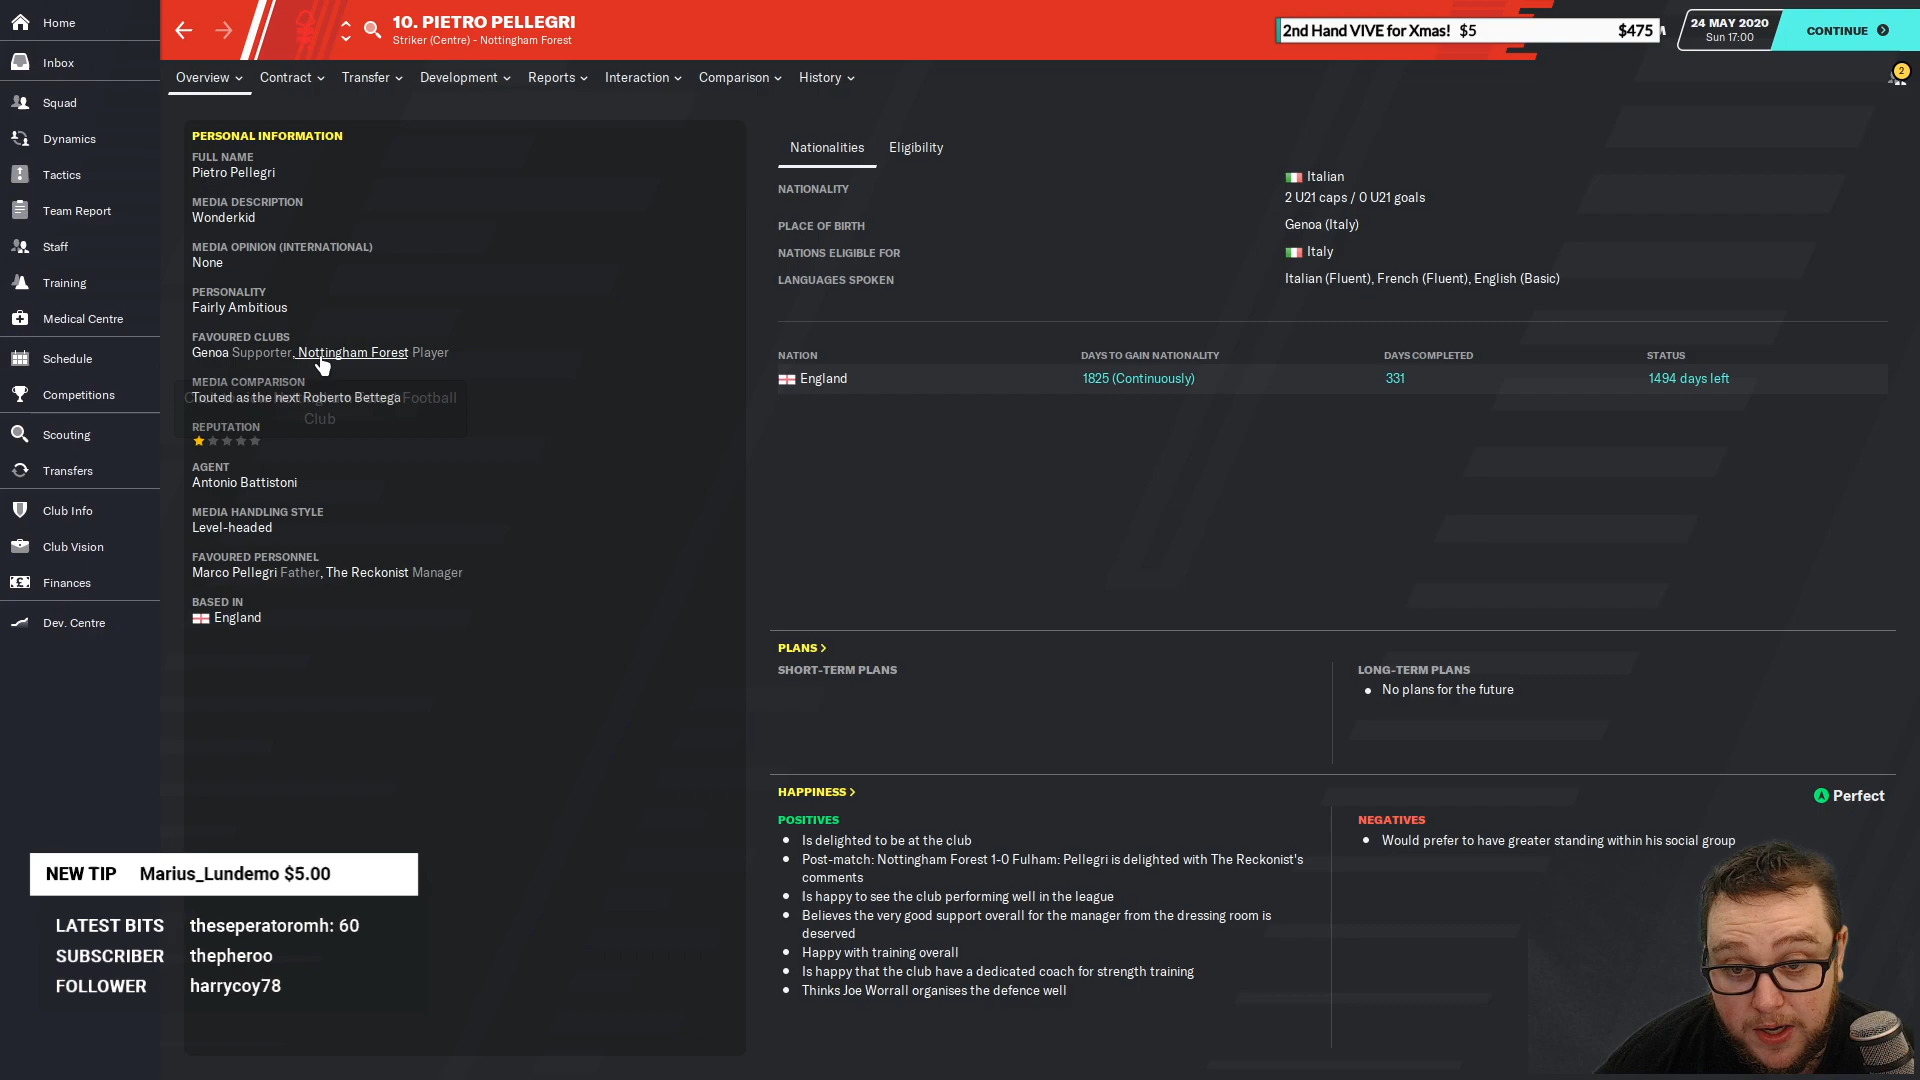 Home
Inbox
Squad
Dynamics
Tactics
Team Report
Staff
Training
Medical Centre
Schedule
Competitions
Scouting
Transfers
Club Info
Club Vision
Finances
Dev. Centre
10. PIETRO PELLEGRI
Striker (Centre) - Nottingham Forest
2nd Hand VIVE for Xmas! $5 $475
24 MAY 2020
Sun 17:00
CONTINUE
2
Overview Contract Transfer Development Reports Interaction Comparison History
PERSONAL INFORMATION
FULL NAME
Pietro Pellegri
MEDIA DESCRIPTION
Wonderkid
MEDIA OPINION (INTERNATIONAL)
None
PERSONALITY
Fairly Ambitious
FAVOURED CLUBS
Genoa Supporter, Nottingham Forest Player
MEDIA COMPARISON
Touted as the next Roberto Bettega
Football
Club
REPUTATION
AGENT
Antonio Battistoni
MEDIA HANDLING STYLE
Level-headed
FAVOURED PERSONNEL
Marco Pellegri Father, The Reckonist Manager
BASED IN
England
Nationalities Eligibility
NATIONALITY
Italian
2 U21 caps / 0 U21 goals
PLACE OF BIRTH
Genoa (Italy)
NATIONS ELIGIBLE FOR
Italy
LANGUAGES SPOKEN
Italian (Fluent), French (Fluent), English (Basic)
NATION DAYS TO GAIN NATIONALITY DAYS COMPLETED STATUS
England 1825 (Continuously) 331 1494 days left
PLANS >
SHORT-TERM PLANS
LONG-TERM PLANS
• No plans for the future
HAPPINESS >
Perfect
POSITIVES
• Is delighted to be at the club
• Post-match: Nottingham Forest 1-0 Fulham: Pellegri is delighted with The Reckonist's
comments
• Is happy to see the club performing well in the league
• Believes the very good support overall for the manager from the dressing room is
deserved
• Happy with training overall
• Is happy that the club have a dedicated coach for strength training
• Thinks Joe Worrall organises the defence well
NEGATIVES
• Would prefer to have greater standing within his social group
NEW TIP Marius_Lundemo $5.00
LATEST BITS theseperatoromh: 60
SUBSCRIBER thepheroo
FOLLOWER harrycoy78